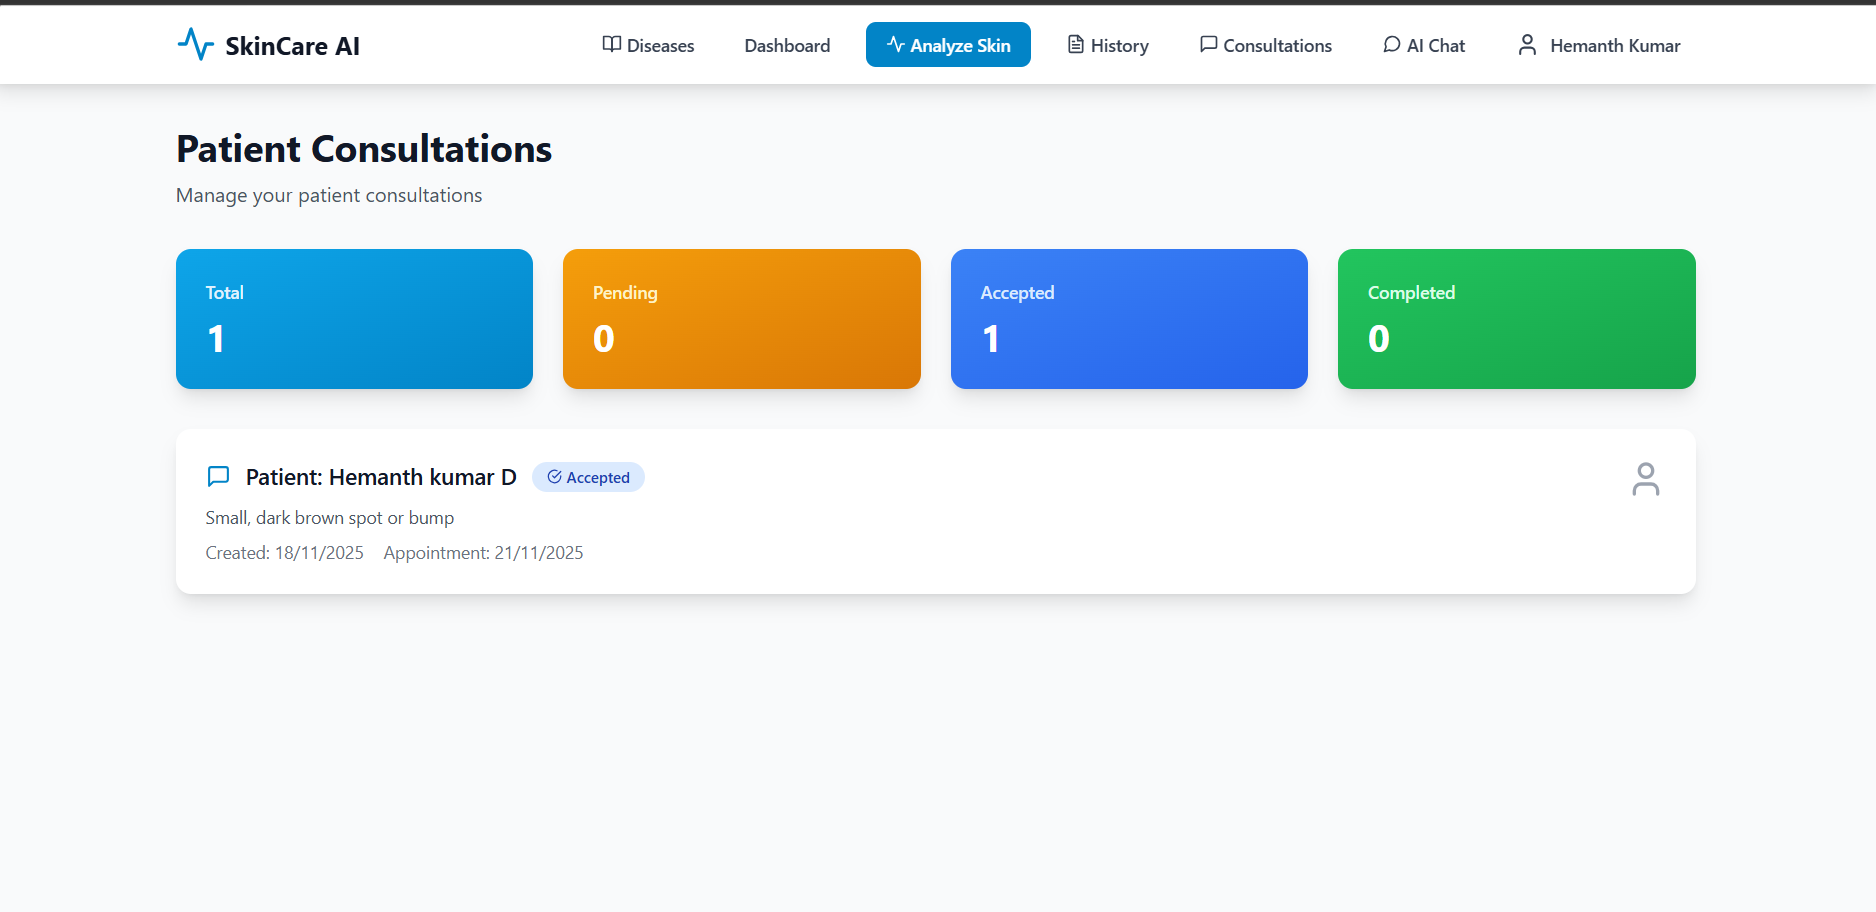 SkinCare AI
Diseases
Dashboard
Analyze Skin
History
Consultations
AI Chat
Hemanth Kumar
Patient Consultations
Manage your patient consultations
Total
1
Pending
0
Accepted
1
Completed
0
Patient: Hemanth kumar D
Accepted
Small, dark brown spot or bump
Created: 18/11/2025 Appointment: 21/11/2025